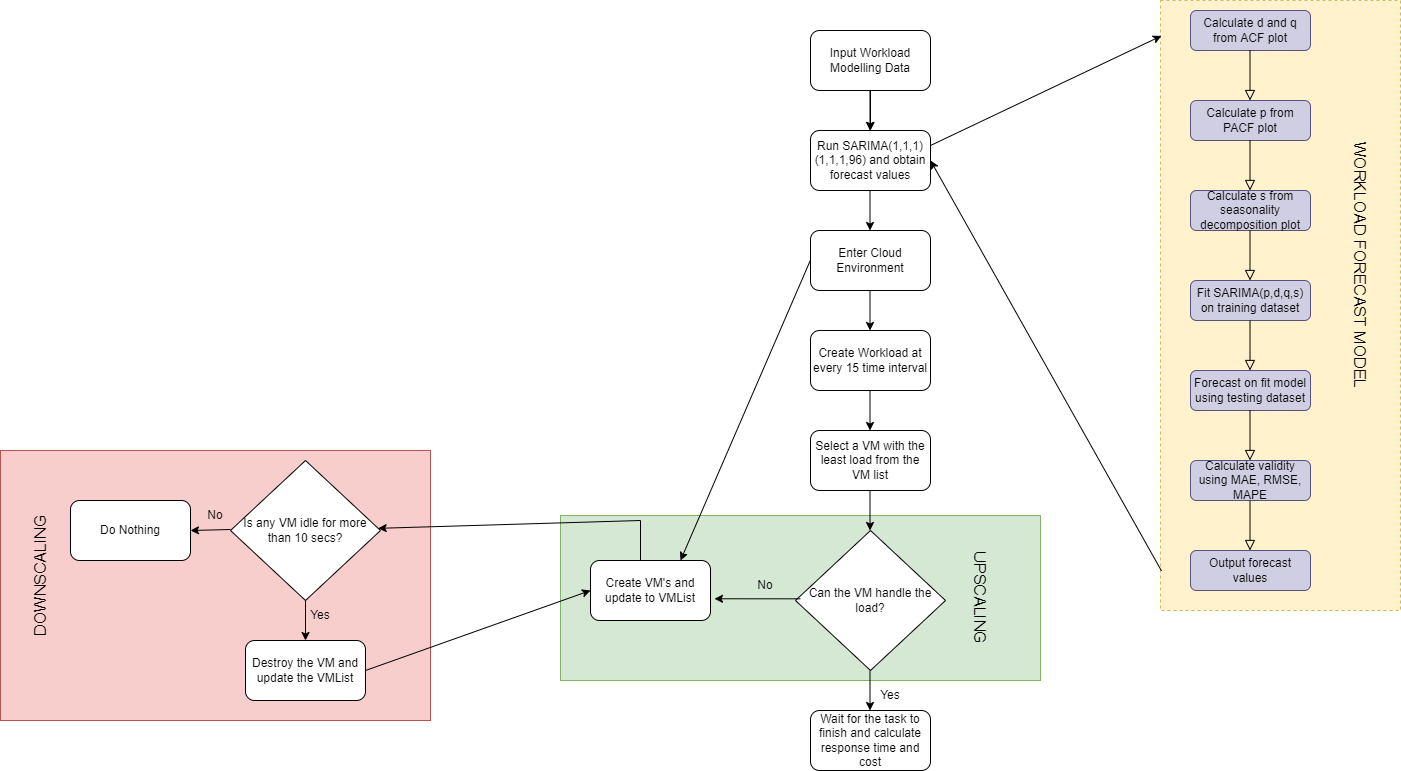 Input Workload
Modelling Data
Run SARIMA(1,1,1)
(1,1,1,96) and obtain
forecast values
Enter Cloud
Environment
Create Workload at
every 15 time interval
Select a VM with the
least load from the
VM list
Can the VM handle the
load?
No
Yes
Wait for the task to
finish and calculate
response time and
cost
UPSCALING
Create VM's and
update to VMList
Is any VM idle for more
than 10 secs?
No
Do Nothing
Yes
Destroy the VM and
update the VMList
DOWNSCALING
Calculate d and q
from ACF plot
Calculate p from
PACF plot
Calculate s from
seasonality
decomposition plot
Fit SARIMA(p,d,q,s)
on training dataset
Forecast on fit model
using testing dataset
Calculate validity
using MAE, RMSE,
MAPE
Output forecast
values
WORKLOAD FORECAST MODEL